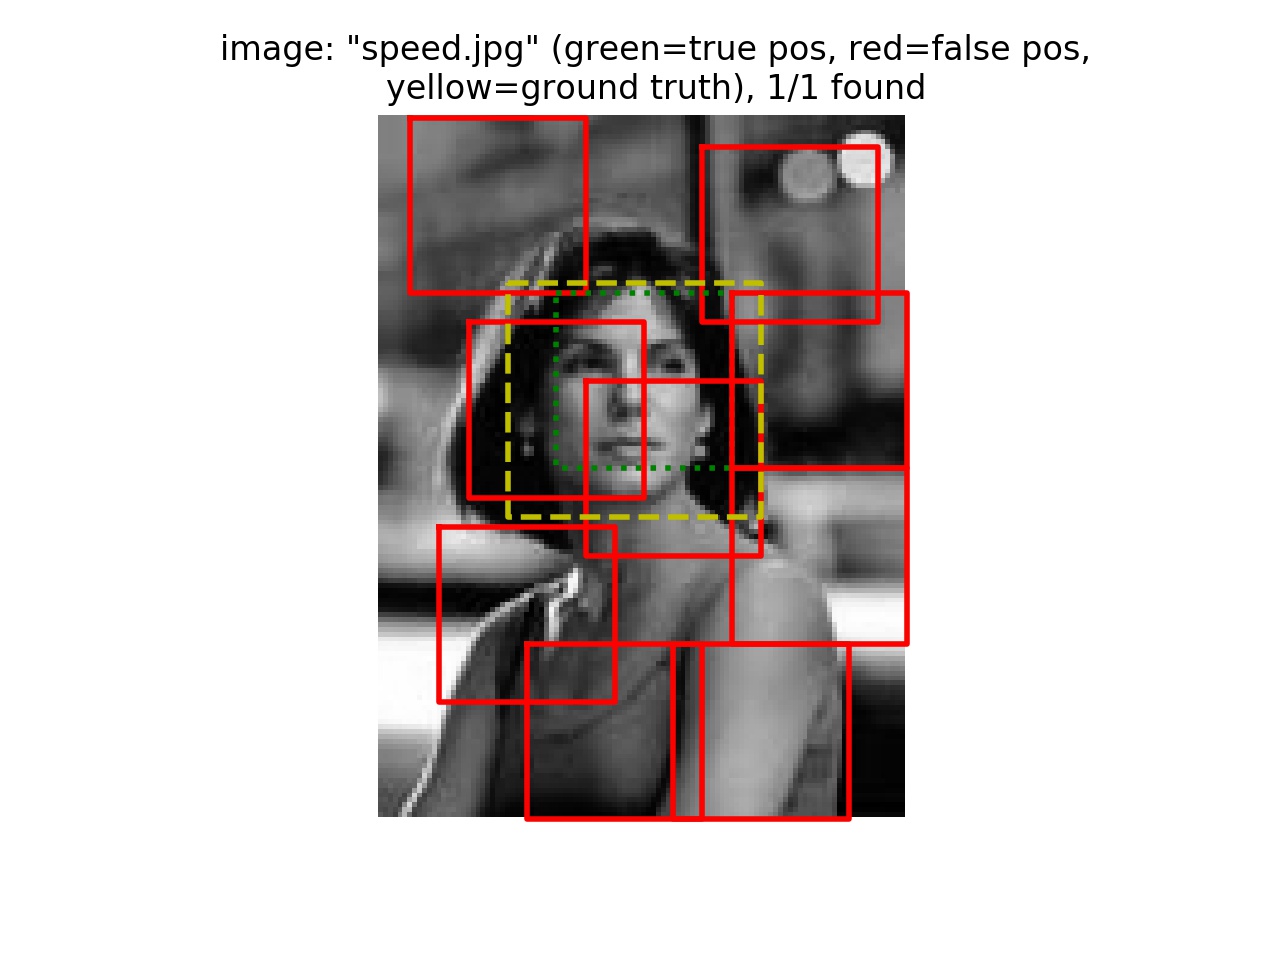 image: "speed.jpg" (green=true pos, red=false pos,
yellow=ground truth), 1/1 found